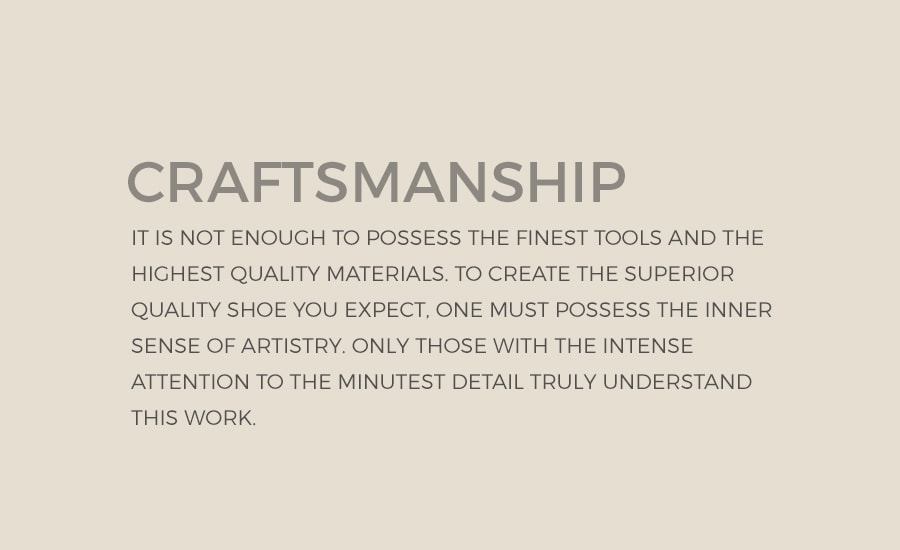 CRAFTSMANSHIP
IT IS NOT ENOUGH TO POSSESS THE FINEST TOOLS AND THE
HIGHEST QUALITY MATERIALS. TO CREATE THE SUPERIOR
QUALITY SHOE YOU EXPECT, ONE MUST POSSESS THE INNER
SENSE OF ARTISTRY. ONLY THOSE WITH THE INTENSE
ATTENTION TO THE MINUTEST DETAIL TRULY UNDERSTAND
THIS WORK.